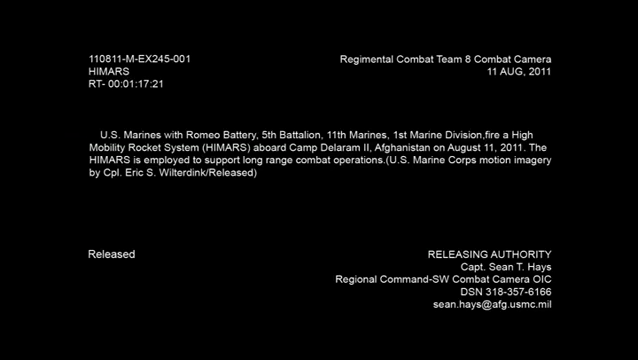 110811-M-EX245-001
HIMARS
RT- 00:01:17:21
Regimental Combat Team 8 Combat Camera
11 AUG, 2011
U.S. Marines with Romeo Battery, 5th Battalion, 11th Marines, 1st Marine Division,fire a High
Mobility Rocket System (HIMARS) aboard Camp Delaram II, Afghanistan on August 11, 2011. The
HIMARS is employed to support long range combat operations.(U.S. Marine Corps motion imagery
by Cpl. Eric S. Wilterdink/Released)
Released
RELEASING AUTHORITY
Capt. Sean T. Hays
Regional Command-SW Combat Camera OIC
DSN 318-357-6166
sean.hays@afg.usmc.mil